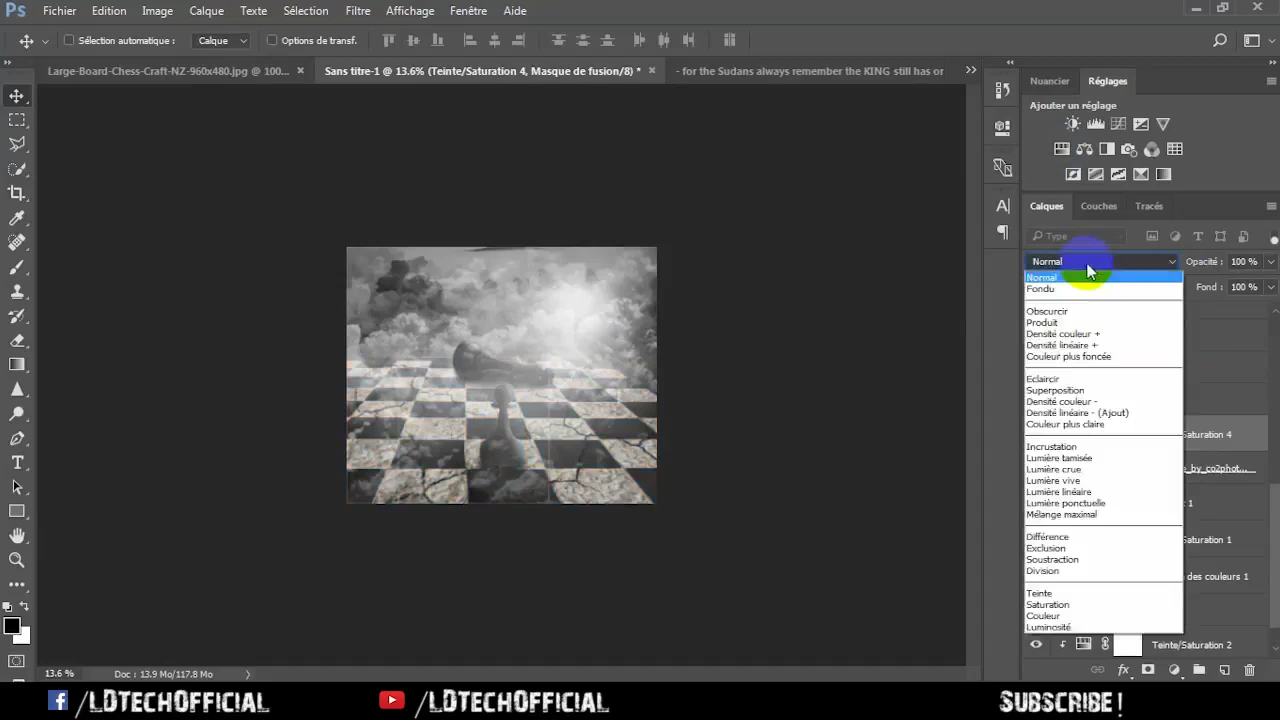 Ps Fichier Edition Image Calque Texte Sélection Filtre Affichage Fenêtre Aide
Sélection automatique : Calque Options de transf.
Large-Board-Chess-Craft-NZ-960x480.jpg @ 100... × Sans titre-1 @ 13.6% (Teinte/Saturation 4, Masque de fusion/8) * × - for the Sudans always remember the KING still has or
Nuancier Réglages
Ajouter un réglage
Calques Couches Tracés
Type
Normal Opacité : 100 %
Normal
Fond : 100 %
Fondu
Obscurcir
Produit
Densité couleur +
Densité linéaire +
Couleur plus foncée
Eclaircir
Superposition
Densité couleur -
Densité linéaire - (Ajout)
Couleur plus claire
Saturation 4
Incrustation
Lumière tamisée
Lumière crue
e_by_co2phot...
Lumière vive
Lumière linéaire
Lumière ponctuelle
1
Mélange maximal
Différence
/Saturation 1
Exclusion
Soustraction
Division
des couleurs 1
Teinte
Saturation
Couleur
Luminosité
Teinte/Saturation 2
13.6 % Doc : 13.9 Mo/117.8 Mo
/LDTECHOFFICIAL /LDTECHOFFICIAL SUBSCRIBE !